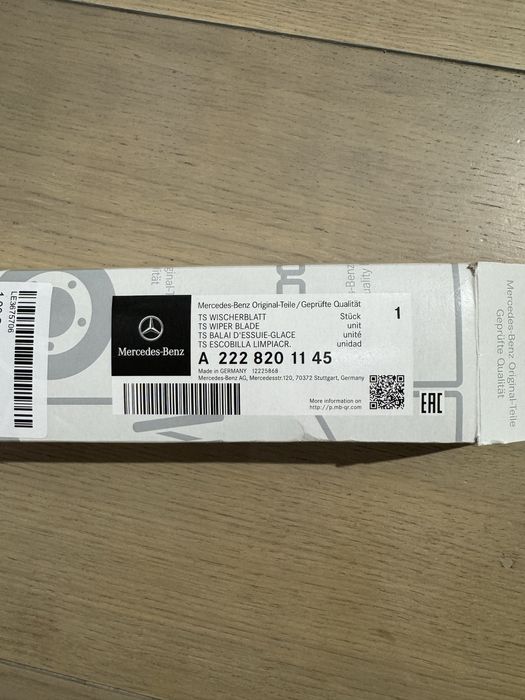 Mercedes-Benz Original-Teile/Geprüfte Qualität
TS WISCHERBLATT Stück 1
TS WIPER BLADE unit
TS BALAI D'ESSUIE-GLACE unité
TS ESCOBILLA LIMPIACR. unidad
A 222 820 11 45
Made in GERMANY 12225868
Mercedes-Benz AG, Mercedesstr.120, 70372 Stuttgart, Germany
More information on
http://p.mb-qr.com
Mercedes-Benz
EAC
LE3675706
Mercedes-Benz Original-Teile
Geprüfte Qualität